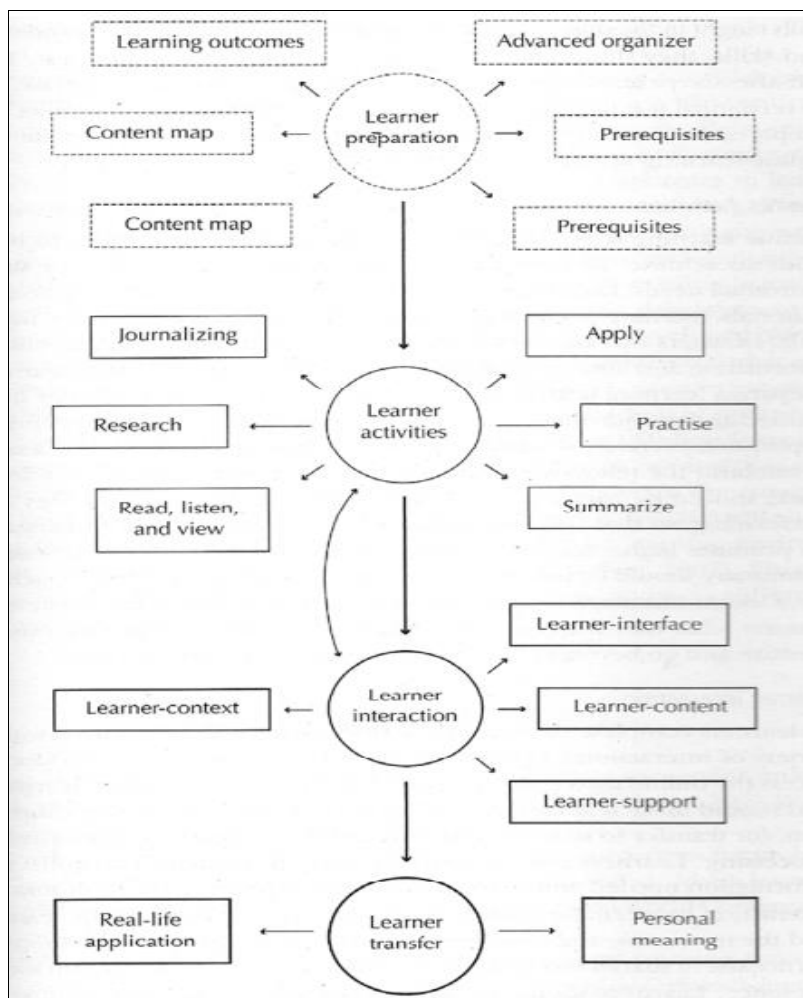 Learning outcomes
Advanced organizer
Learner
preparation
Content map
Prerequisites
Content map
Prerequisites
Journalizing
Apply
Learner
activities
Research
Practise
Read, listen,
and view
Summarize
Learner-interface
Learner
interaction
Learner-context
Learner-content
Learner-support
Real-life
application
Learner
transfer
Personal
meaning